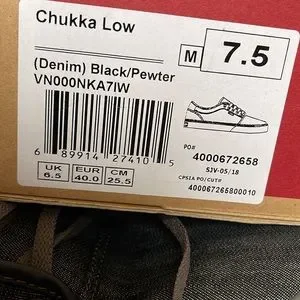 Chukka Low
M 7.5
(Denim) Black/Pewter
VN000NKA7IW
6 89914 27410 5
PO#
4000672658
SJV-05/18
CPSIA PO/CUT#
400067265800010
UK EUR CM
6.5 40.0 25.5